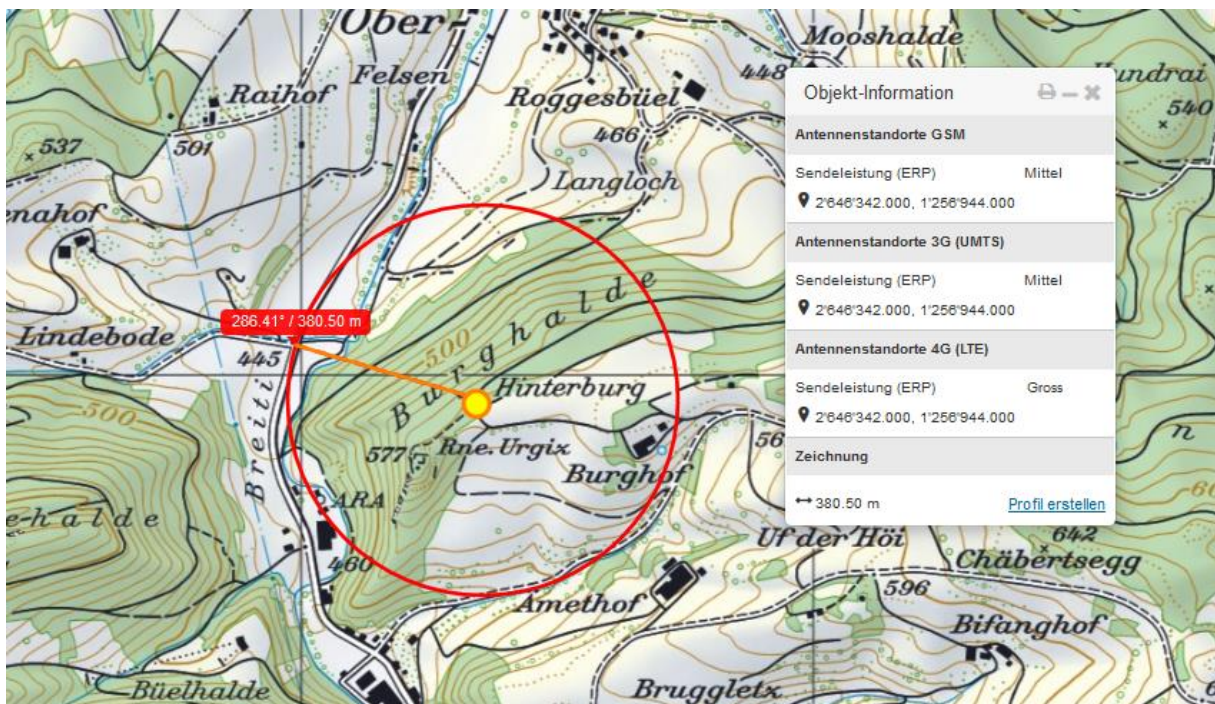 Ober-
Mooshalde
448
Felsen
Raihof
Roggesbüel
540
537
501
466
Langloch
Burghalde
286.41° / 380.50 m
Lindebode
445
500
Hinterburg
500
Breiti
577
Rne. Urgix
Burghof
ARA
460
Uf der Höi
642
Chäbertsegg
Amethof
596
Bifanghof
Büelhalde
Bruggletx
Objekt-Information
Antennenstandorte GSM
Sendeleistung (ERP) Mittel
2'646'342.000, 1'256'944.000
Antennenstandorte 3G (UMTS)
Sendeleistung (ERP) Mittel
2'646'342.000, 1'256'944.000
Antennenstandorte 4G (LTE)
Sendeleistung (ERP) Gross
2'646'342.000, 1'256'944.000
Zeichnung
380.50 m Profil erstellen